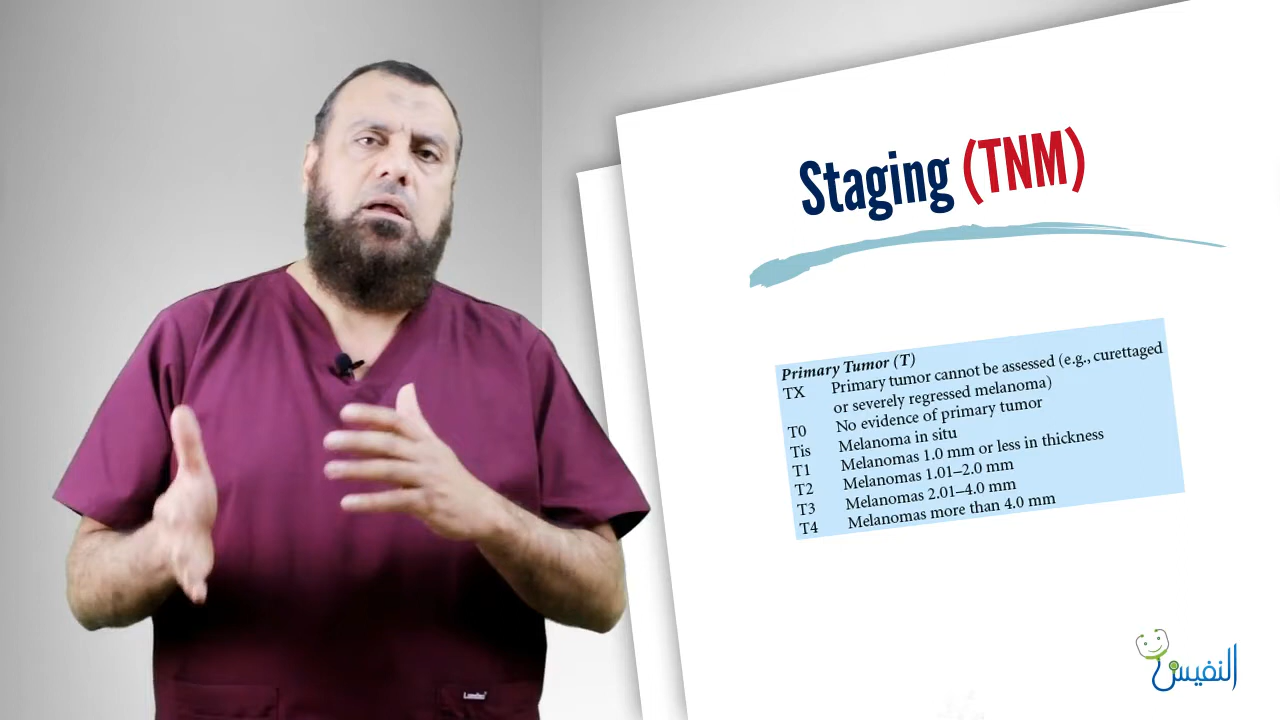 Staging (TNM)
Primary Tumor (T)
TX Primary tumor cannot be assessed (e.g., curettaged
or severely regressed melanoma)
T0 No evidence of primary tumor
Tis Melanoma in situ
T1 Melanomas 1.0 mm or less in thickness
T2 Melanomas 1.01–2.0 mm
T3 Melanomas 2.01–4.0 mm
T4 Melanomas more than 4.0 mm
النفيس